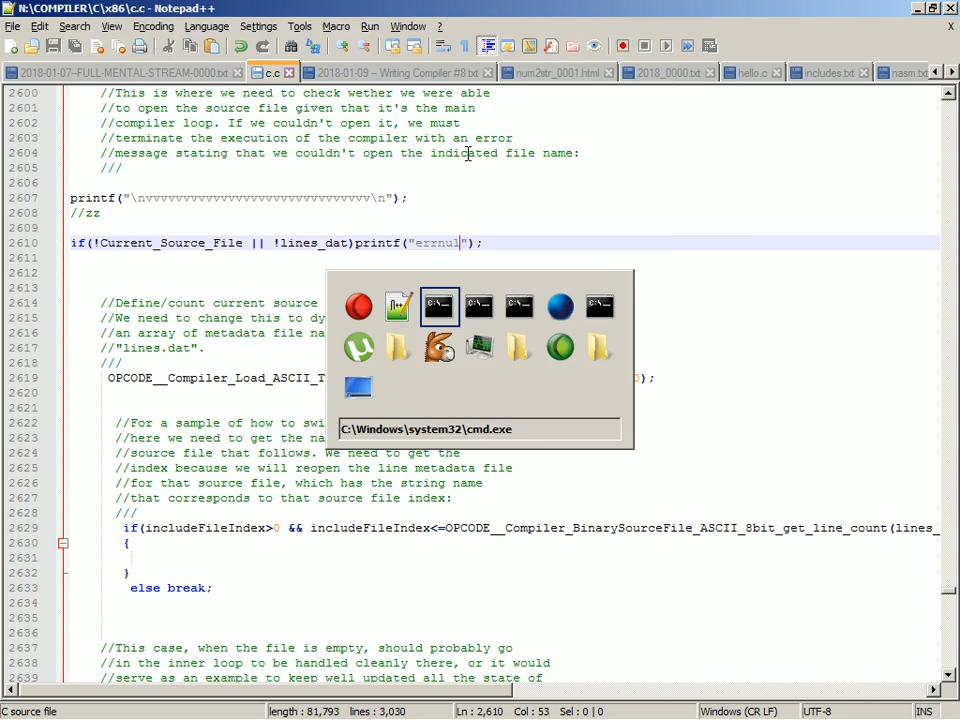 N:\COMPILER\C\x86\c.c - Notepad++
File Edit Search View Encoding Language Settings Tools Macro Run Window ? X
2018-01-07-FULL-MENTAL-STREAM-0000.txt c.c 2018-01-09 -- Writing Compiler #8.txt num2str_0001.html 2018_0000.txt hello.c includes.txt nasm.tx
2600 //This is where we need to check wether we were able
2601 //to open the source file given that it's the main
2602 //compiler loop. If we couldn't open it, we must
2603 //terminate the execution of the compiler with an error
2604 //message stating that we couldn't open the indicated file name:
2605 ///
2606
2607 printf("\nvvvvvvvvvvvvvvvvvvvvvvvvvvvvvv\n");
2608 //zz
2609
2610 if(!Current_Source_File || !lines_dat)printf("errnul");
2611
2612
2613
2614 //Define/count current source
2615 //We need to change this to dy
2616 //an array of metadata file na
2617 //"lines.dat".
2618 ///
2619 OPCODE__Compiler_Load_ASCII_T 0);
2620
2621
2622 //For a sample of how to swi
2623 //here we need to get the na
2624 //source file that follows. We need to get the
2625 //index because we will reopen the line metadata file
2626 //for that source file, which has the string name
2627 //that corresponds to that source file index:
2628 ///
2629 if(includeFileIndex>0 && includeFileIndex<=OPCODE__Compiler_BinarySourceFile_ASCII_8bit_get_line_count(lines_
2630 {
2631
2632 }
2633 else break;
2634
2635
2636
2637 //This case, when the file is empty, should probably go
2638 //in the inner loop to be handled cleanly there, or it would
2639 //serve as an example to keep well updated all the state of
C:\Windows\system32\cmd.exe
C source file length : 81,793 lines : 3,030 Ln : 2,610 Col : 53 Sel : 0 | 0 Windows (CR LF) UTF-8 INS